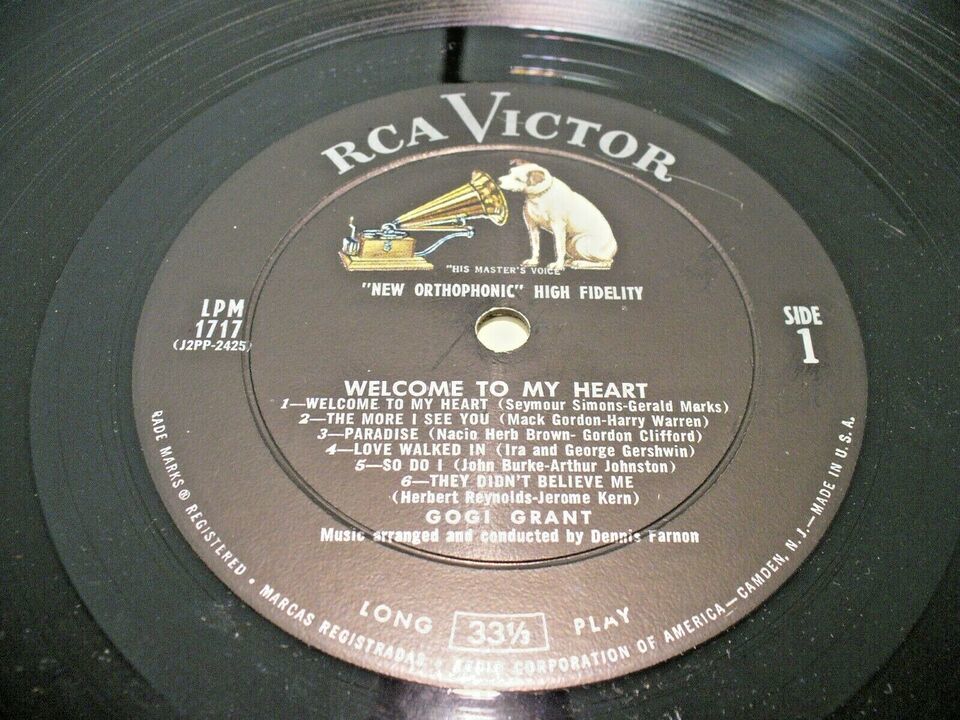 RCA VICTOR
"HIS MASTER'S VOICE"
"NEW ORTHOPHONIC" HIGH FIDELITY
LPM
1717
(J2PP-2425)
SIDE
1
WELCOME TO MY HEART
1—WELCOME TO MY HEART (Seymour Simons-Gerald Marks)
2—THE MORE I SEE YOU (Mack Gordon-Harry Warren)
3—PARADISE (Nacio Herb Brown- Gordon Clifford)
4—LOVE WALKED IN (Ira and George Gershwin)
5—SO DO I (John Burke-Arthur Johnston)
6—THEY DIDN'T BELIEVE ME
(Herbert Reynolds-Jerome Kern)
GOGI GRANT
Music arranged and conducted by Dennis Farnon
LONG 33⅓ PLAY
RADE MARKS ® REGISTERED • MARCAS REGISTRADAS • RADIO CORPORATION OF AMERICA—CAMDEN, N. J.—MADE IN U. S. A.